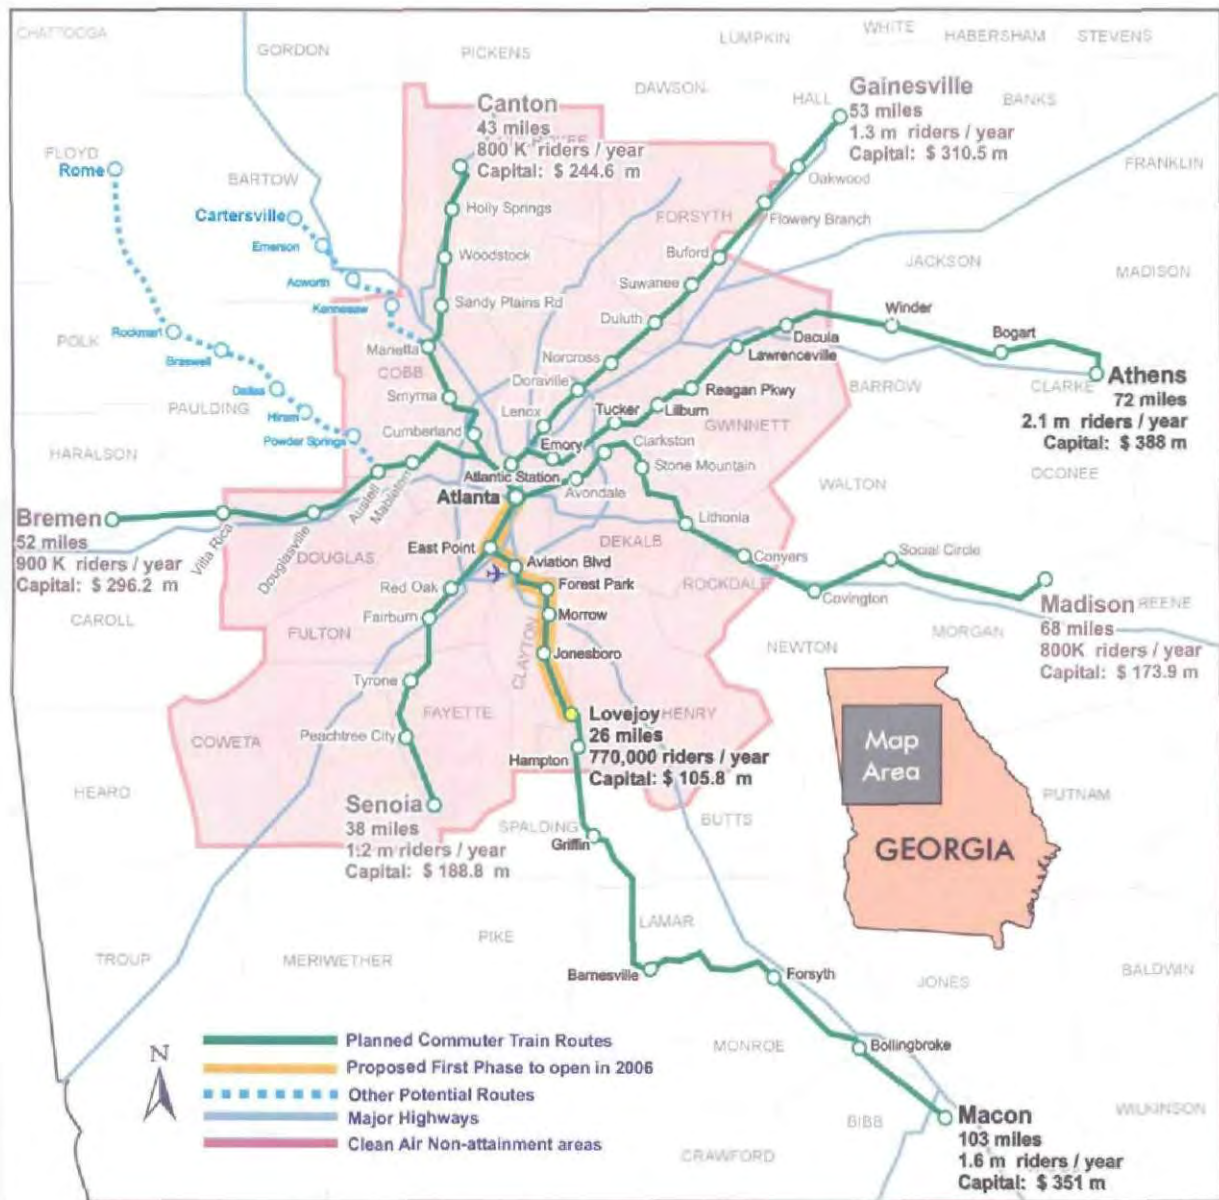 CHATTOOGA
GORDON
PICKENS
LUMPKIN
WHITE
HABERSHAM
STEVENS
DAWSON
HALL
BANKS
FRANKLIN
FLOYD
BARTOW
FORSYTH
JACKSON
MADISON
POLK
PAULDING
COBB
BARROW
CLARKE
GWINNETT
HARALSON
WALTON
OCONEE
DOUGLAS
DEKALB
ROCKDALE
CAROLL
FULTON
CLAYTON
NEWTON
MORGAN
REENE
COWETA
FAYETTE
HENRY
HEARD
SPALDING
BUTTS
PUTNAM
TROUP
MERIWETHER
PIKE
LAMAR
JONES
BALDWIN
MONROE
BIBB
WILKINSON
CRAWFORD
Canton
43 miles
800 K riders / year
Capital: $ 244.6 m
Holly Springs
Woodstock
Sandy Plains Rd
Marietta
Smyrna
Cumberland
Gainesville
53 miles
1.3 m riders / year
Capital: $ 310.5 m
Oakwood
Flowery Branch
Buford
Suwanee
Duluth
Norcross
Doraville
Lenox
Rome
Rockmart
Braswell
Dallas
Hiram
Powder Springs
Cartersville
Emerson
Acworth
Kennesaw
Athens
72 miles
2.1 m riders / year
Capital: $ 388 m
Bogart
Winder
Dacula
Lawrenceville
Reagan Pkwy
Lilburn
Tucker
Emory
Atlantic Station
Atlanta
Bremen
52 miles
900 K riders / year
Capital: $ 296.2 m
Villa Rica
Douglasville
Austell
Mableton
Avondale
Clarkston
Stone Mountain
Lithonia
Conyers
Covington
Social Circle
Madison
68 miles
800K riders / year
Capital: $ 173.9 m
East Point
Red Oak
Fairburn
Tyrone
Peachtree City
Senoia
38 miles
1.2 m riders / year
Capital: $ 188.8 m
Aviation Blvd
Forest Park
Morrow
Jonesboro
Lovejoy
26 miles
770,000 riders / year
Capital: $ 105.8 m
Hampton
Griffin
Barnesville
Forsyth
Bollingbroke
Macon
103 miles
1.6 m riders / year
Capital: $ 351 m
Map
Area
GEORGIA
N
Planned Commuter Train Routes
Proposed First Phase to open in 2006
Other Potential Routes
Major Highways
Clean Air Non-attainment areas